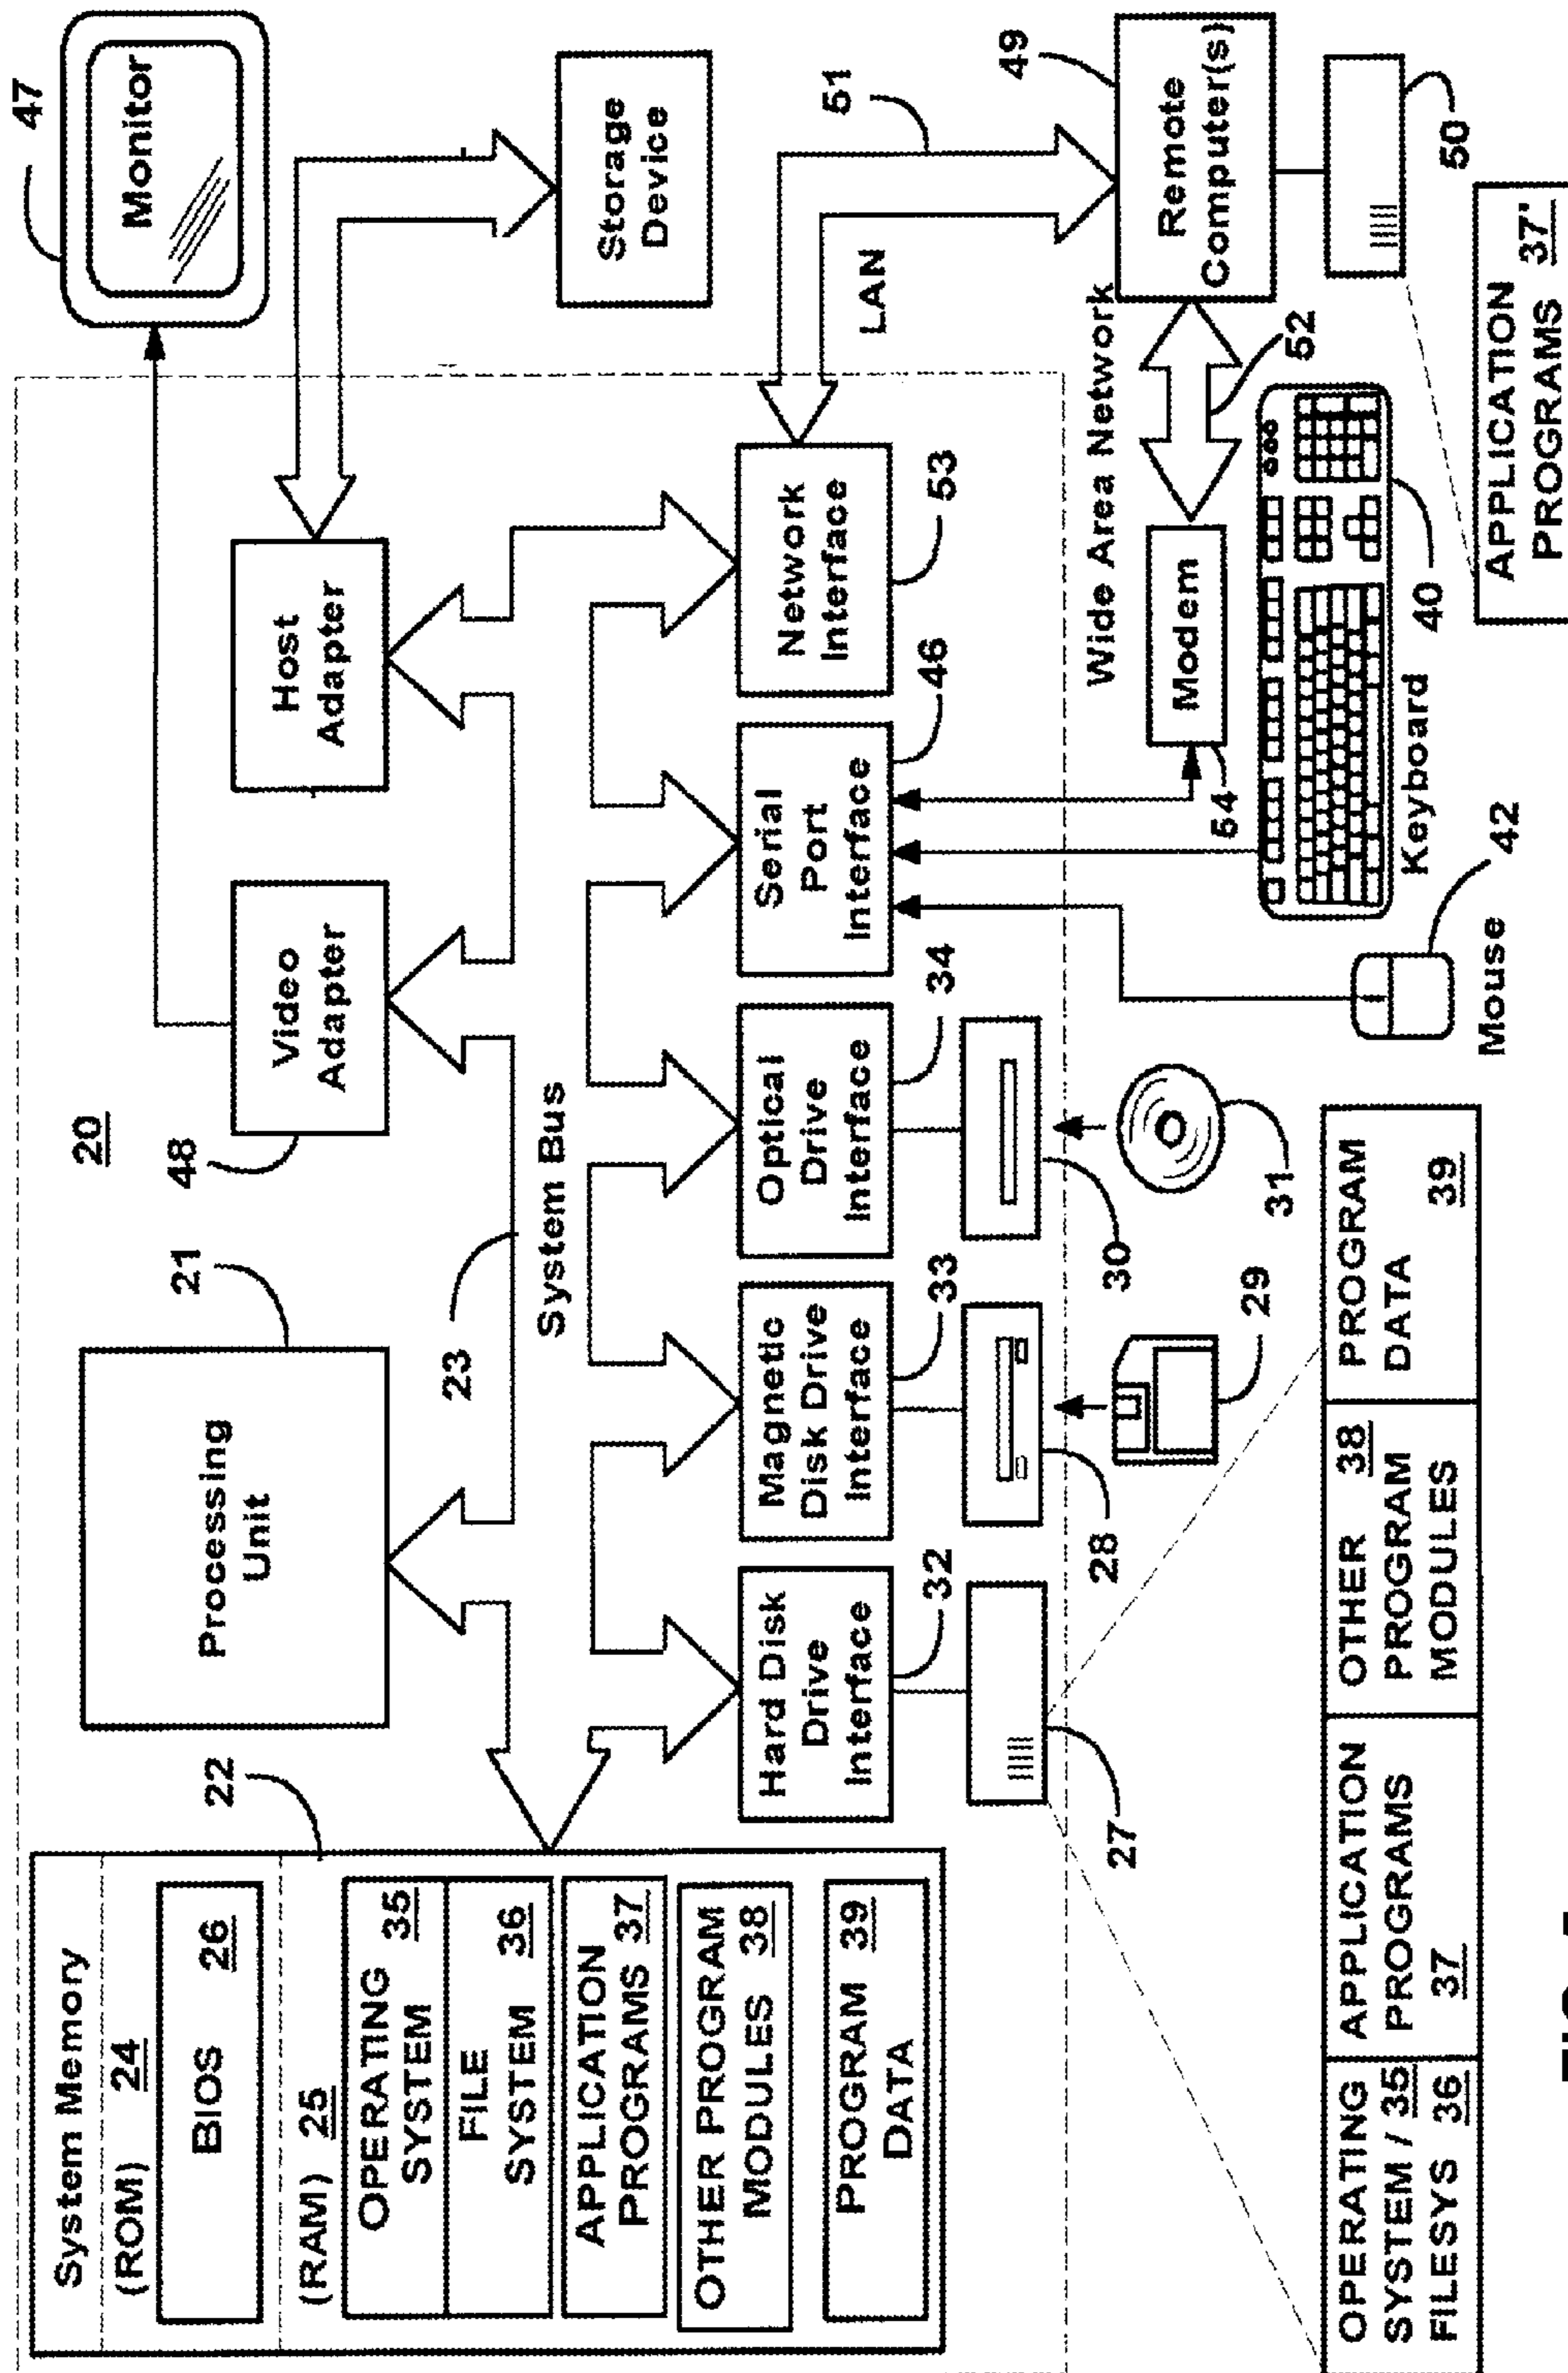 System Memory
(ROM) 24
BIOS 26
(RAM) 25
OPERATING
SYSTEM 35
FILE
SYSTEM 36
APPLICATION
PROGRAMS 37
OTHER PROGRAM
MODULES 38
PROGRAM 39
DATA
22
Processing
Unit
21
20
48
Video
Adapter
Host
Adapter
47
Monitor
23
System Bus
Storage
Device
Hard Disk
Drive
Interface
32
Magnetic
Disk Drive
Interface
33
Optical
Drive
Interface
34
Serial
Port
Interface
46
Network
Interface
53
LAN
51
27
28
29
30
31
Wide Area Network
Modem
54
52
49
Remote
Computer(s)
50
Keyboard
40
Mouse
42
OPERATING
SYSTEM / 35
FILESYS 36
APPLICATION
PROGRAMS
37
OTHER 38
PROGRAM
MODULES
PROGRAM
DATA
39
APPLICATION
PROGRAMS 37'